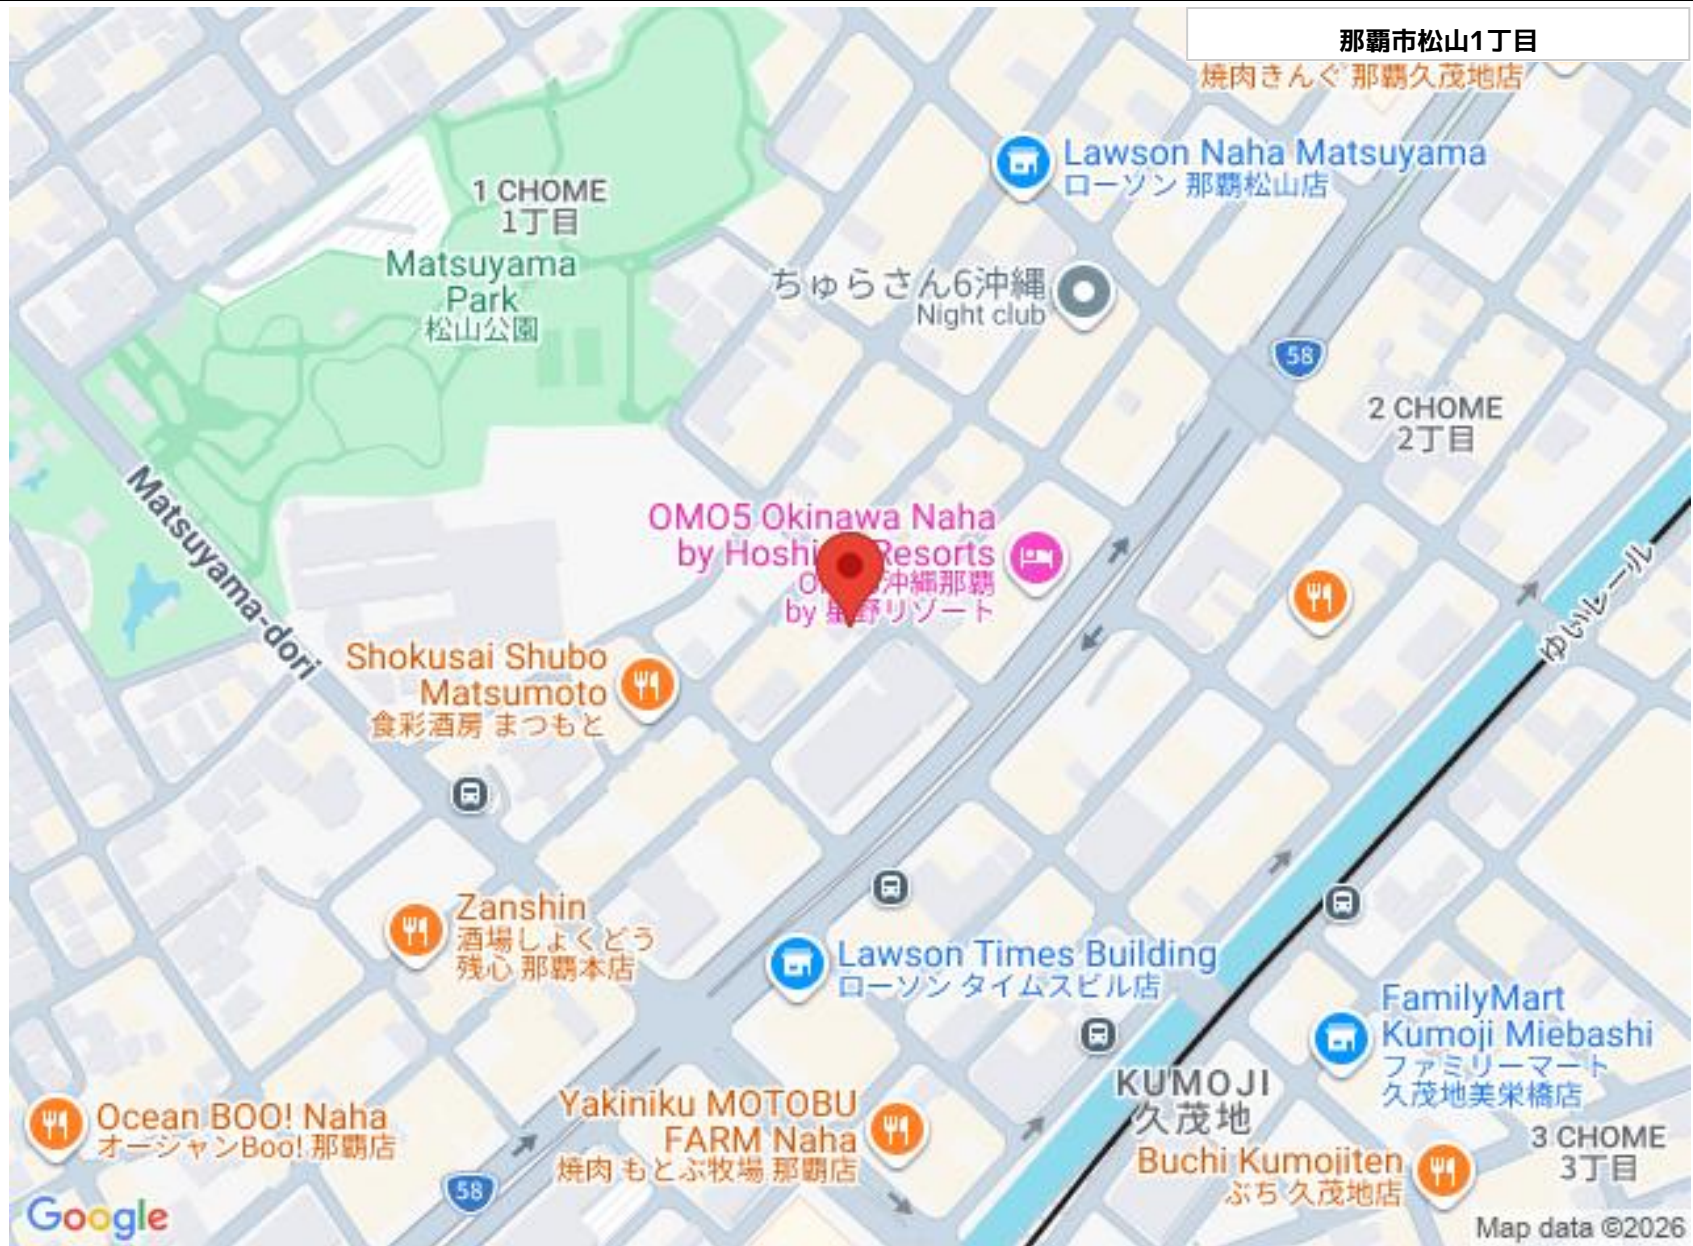 那覇市松山1丁目
焼肉きんぐ 那覇久茂地店
Lawson Naha Matsuyama
ローソン 那覇松山店
1 CHOME
1丁目
Matsuyama
Park
松山公園
ちゅらさん6沖縄
Night club
58
2 CHOME
2丁目
Matsuyama-dori
OMO5 Okinawa Naha
by Hoshi Resorts
沖縄那覇
by 野リゾート
ゆいレール
Shokusai Shubo
Matsumoto
食彩酒房 まつもと
Zanshin
酒場しょくどう
残心 那覇本店
Lawson Times Building
ローソン タイムスビル店
FamilyMart
Kumoji Miebashi
ファミリーマート
久茂地美栄橋店
KUMOJI
久茂地
Ocean BOO! Naha
オーシャンBoo! 那覇店
Yakiniku MOTOBU
FARM Naha
焼肉 もとぶ牧場 那覇店
3 CHOME
3丁目
Buchi Kumojiten
ぶち 久茂地店
58
Google
Map data ©2026